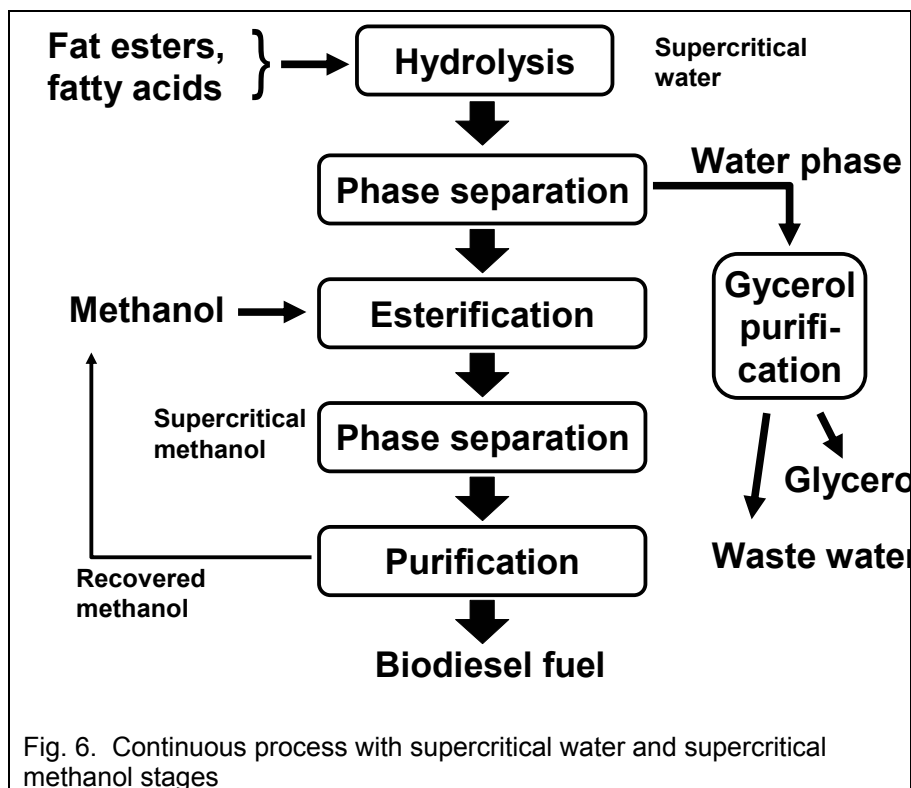 Fat esters,
fatty acids
}
Hydrolysis
Supercritical
water
Phase separation
Water phase
Methanol
Esterification
Gycerol
purifi-
cation
Supercritical
methanol
Phase separation
Glycero
Waste water
Purification
Recovered
methanol
Biodiesel fuel
Fig. 6. Continuous process with supercritical water and supercritical
methanol stages